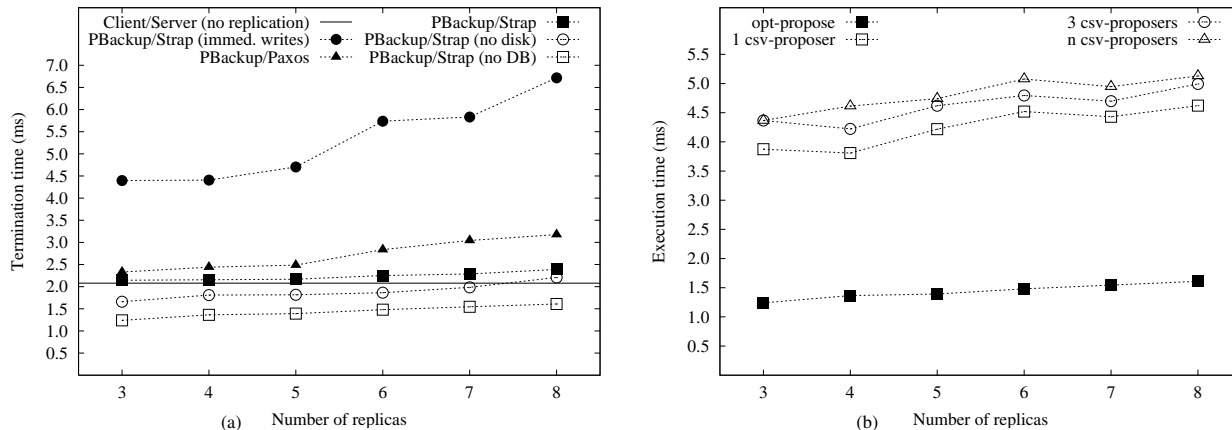 Client/Server (no replication)
PBackup/Strap (immed. writes)
PBackup/Paxos
PBackup/Strap
PBackup/Strap (no disk)
PBackup/Strap (no DB)
Termination time (ms)
7.0
6.5
6.0
5.5
5.0
4.5
4.0
3.5
3.0
2.5
2.0
1.5
1.0
0.5
3 4 5 6 7 8
(a) Number of replicas
opt-propose
1 csv-proposer
3 csv-proposers
n csv-proposers
Execution time (ms)
5.5
5.0
4.5
4.0
3.5
3.0
2.5
2.0
1.5
1.0
0.5
3 4 5 6 7 8
(b) Number of replicas